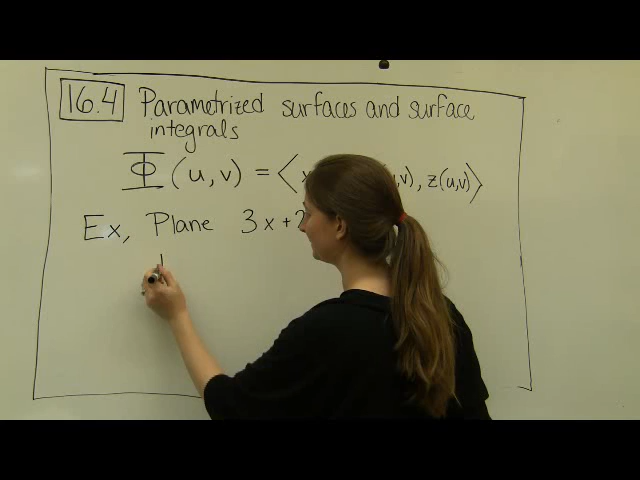 16.4 Parametrized surfaces and surface
integrals
Φ (u,v) = ⟨x ,v), z(u,v)⟩
Ex, Plane 3x+2